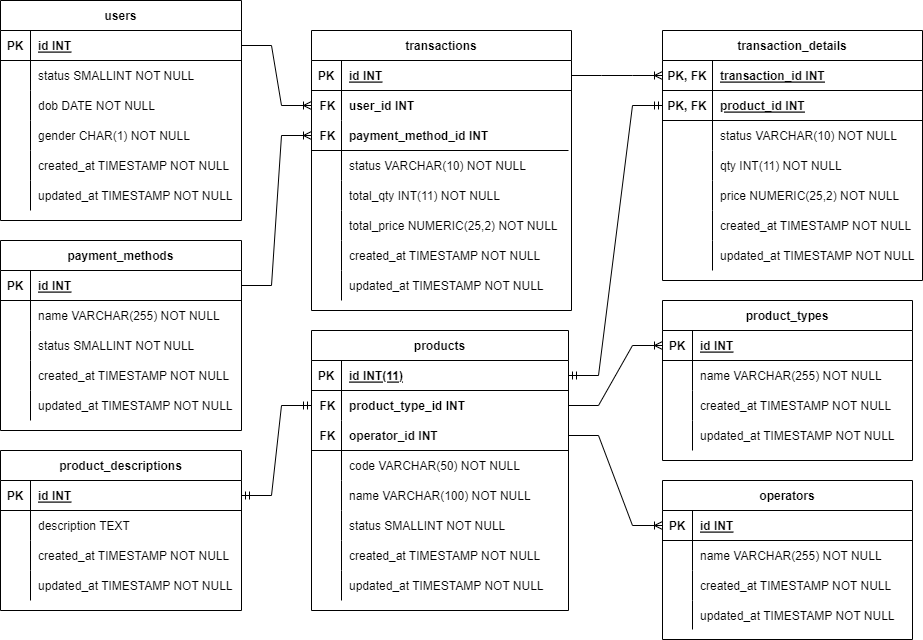 users
PK id INT
status SMALLINT NOT NULL
dob DATE NOT NULL
gender CHAR(1) NOT NULL
created_at TIMESTAMP NOT NULL
updated_at TIMESTAMP NOT NULL
payment_methods
PK id INT
name VARCHAR(255) NOT NULL
status SMALLINT NOT NULL
created_at TIMESTAMP NOT NULL
updated_at TIMESTAMP NOT NULL
product_descriptions
PK id INT
description TEXT
created_at TIMESTAMP NOT NULL
updated_at TIMESTAMP NOT NULL
transactions
PK id INT
FK user_id INT
FK payment_method_id INT
status VARCHAR(10) NOT NULL
total_qty INT(11) NOT NULL
total_price NUMERIC(25,2) NOT NULL
created_at TIMESTAMP NOT NULL
updated_at TIMESTAMP NOT NULL
products
PK id INT(11)
FK product_type_id INT
FK operator_id INT
code VARCHAR(50) NOT NULL
name VARCHAR(100) NOT NULL
status SMALLINT NOT NULL
created_at TIMESTAMP NOT NULL
updated_at TIMESTAMP NOT NULL
transaction_details
PK, FK transaction_id INT
PK, FK product_id INT
status VARCHAR(10) NOT NULL
qty INT(11) NOT NULL
price NUMERIC(25,2) NOT NULL
created_at TIMESTAMP NOT NULL
updated_at TIMESTAMP NOT NULL
product_types
PK id INT
name VARCHAR(255) NOT NULL
created_at TIMESTAMP NOT NULL
updated_at TIMESTAMP NOT NULL
operators
PK id INT
name VARCHAR(255) NOT NULL
created_at TIMESTAMP NOT NULL
updated_at TIMESTAMP NOT NULL